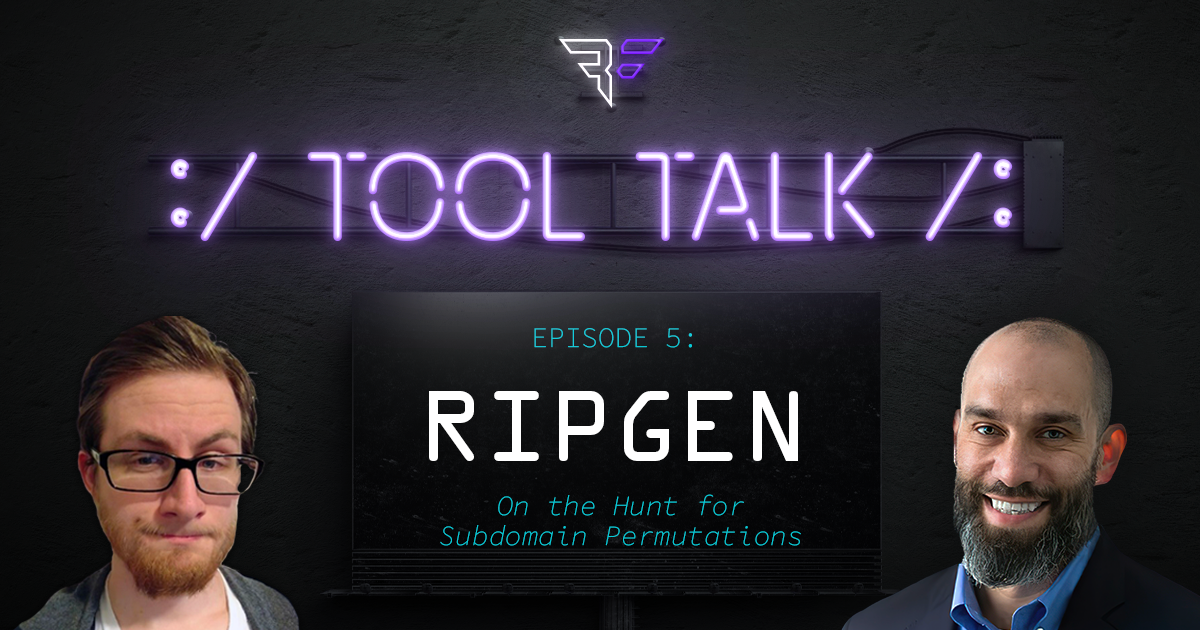 :/ TOOL TALK /:
EPISODE 5:
RIPGEN
On the Hunt for
Subdomain Permutations